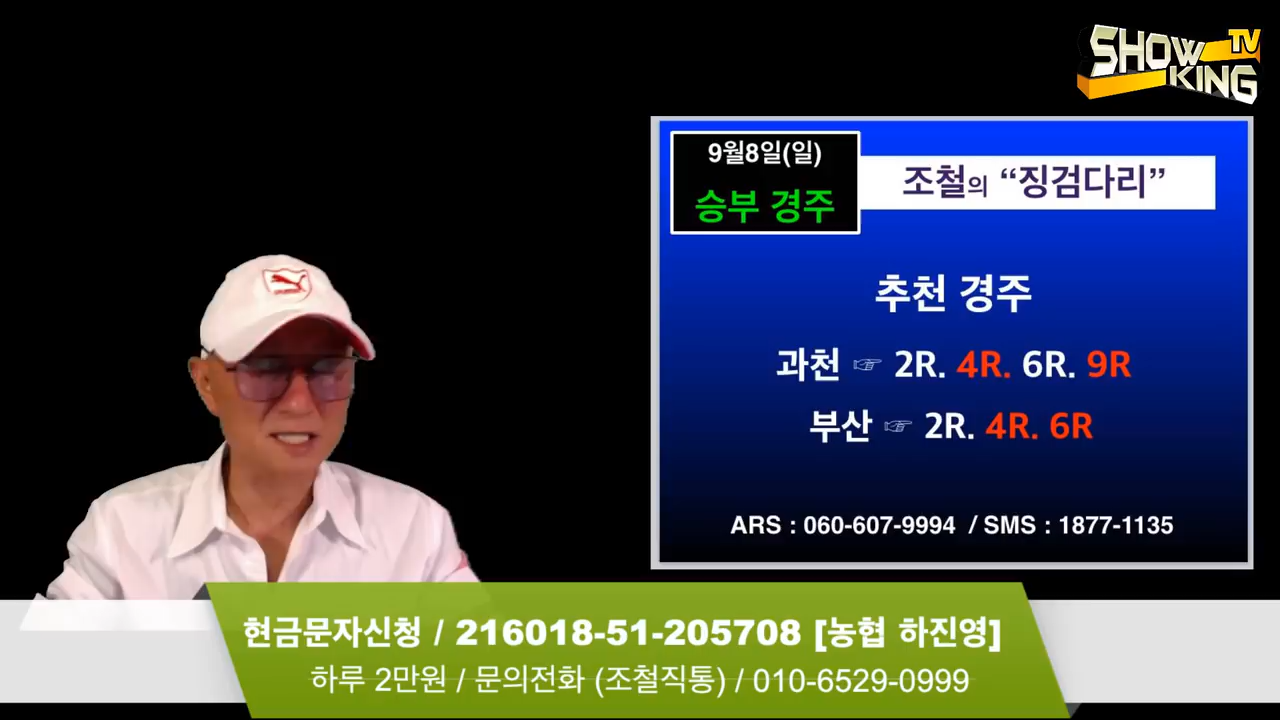 SHOW TV
KING
9월8일(일)
승부 경주
조철의 “징검다리”
추천 경주
과천 ☞ 2R. 4R. 6R. 9R
부산 ☞ 2R. 4R. 6R
ARS : 060-607-9994 / SMS : 1877-1135
현금문자신청 / 216018-51-205708 [농협 하진영]
하루 2만원 / 문의전화 (조철직통) / 010-6529-0999